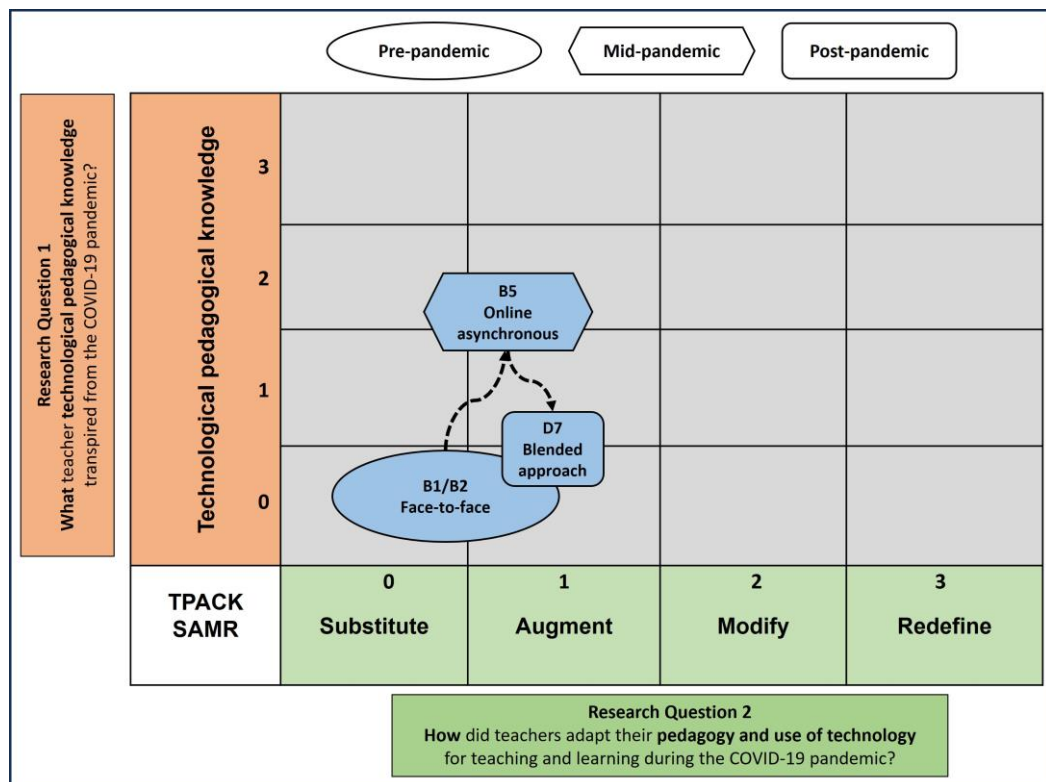 Pre-pandemic
Mid-pandemic
Post-pandemic
Research Question 1
What teacher technological pedagogical knowledge
transpired from the COVID-19 pandemic?
Technological pedagogical knowledge
3
2
1
0
B5
Online
asynchronous
D7
Blended
approach
B1/B2
Face-to-face
TPACK
SAMR
0
Substitute
1
Augment
2
Modify
3
Redefine
Research Question 2
How did teachers adapt their pedagogy and use of technology
for teaching and learning during the COVID-19 pandemic?